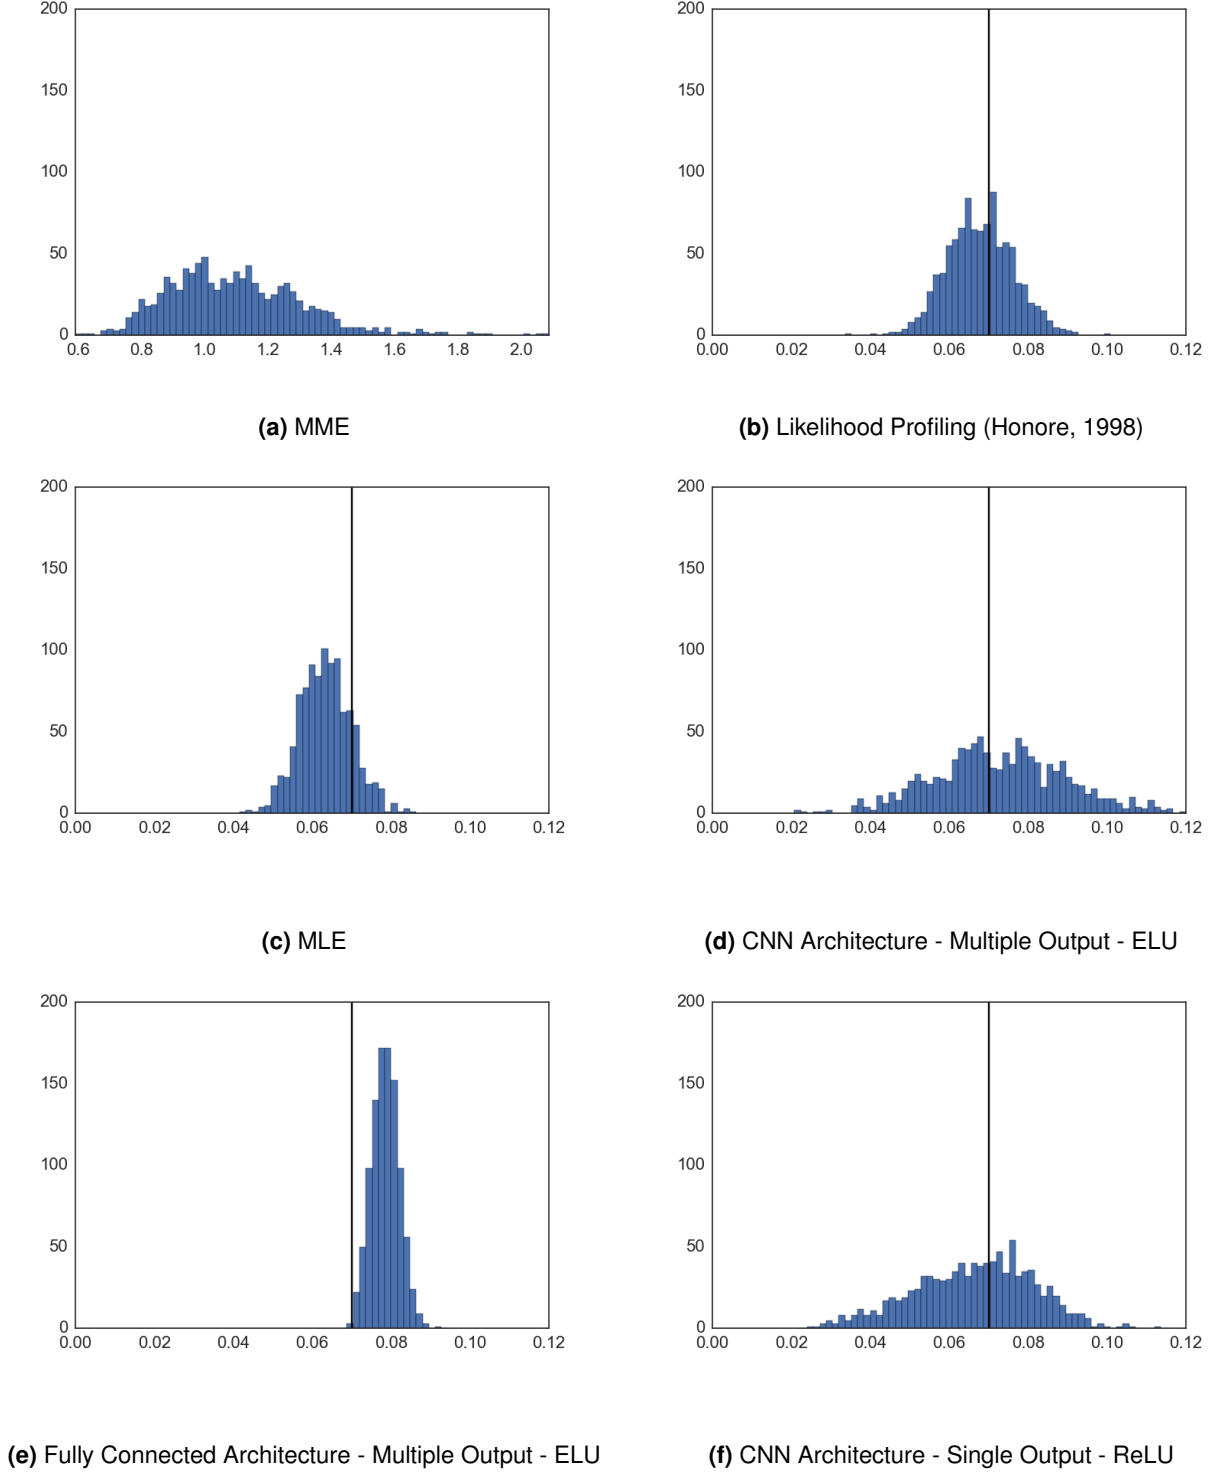 200
150
100
50
0
0.6 0.8 1.0 1.2 1.4 1.6 1.8 2.0
(a) MME
200
150
100
50
0
0.00 0.02 0.04 0.06 0.08 0.10 0.12
(b) Likelihood Profiling (Honore, 1998)
200
150
100
50
0
0.00 0.02 0.04 0.06 0.08 0.10 0.12
(c) MLE
200
150
100
50
0
0.00 0.02 0.04 0.06 0.08 0.10 0.12
(d) CNN Architecture - Multiple Output - ELU
200
150
100
50
0
0.00 0.02 0.04 0.06 0.08 0.10 0.12
(e) Fully Connected Architecture - Multiple Output - ELU
200
150
100
50
0
0.00 0.02 0.04 0.06 0.08 0.10 0.12
(f) CNN Architecture - Single Output - ReLU